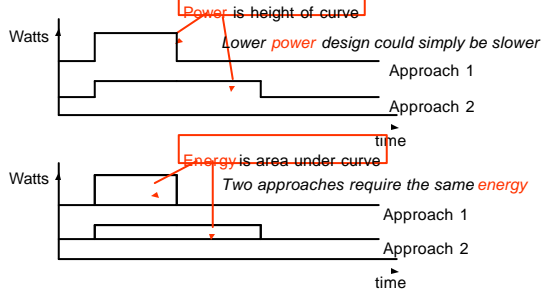 Power is height of curve
Watts
Lower power design could simply be slower
Approach 1
Approach 2
time
Energy is area under curve
Watts
Two approaches require the same energy
Approach 1
Approach 2
time